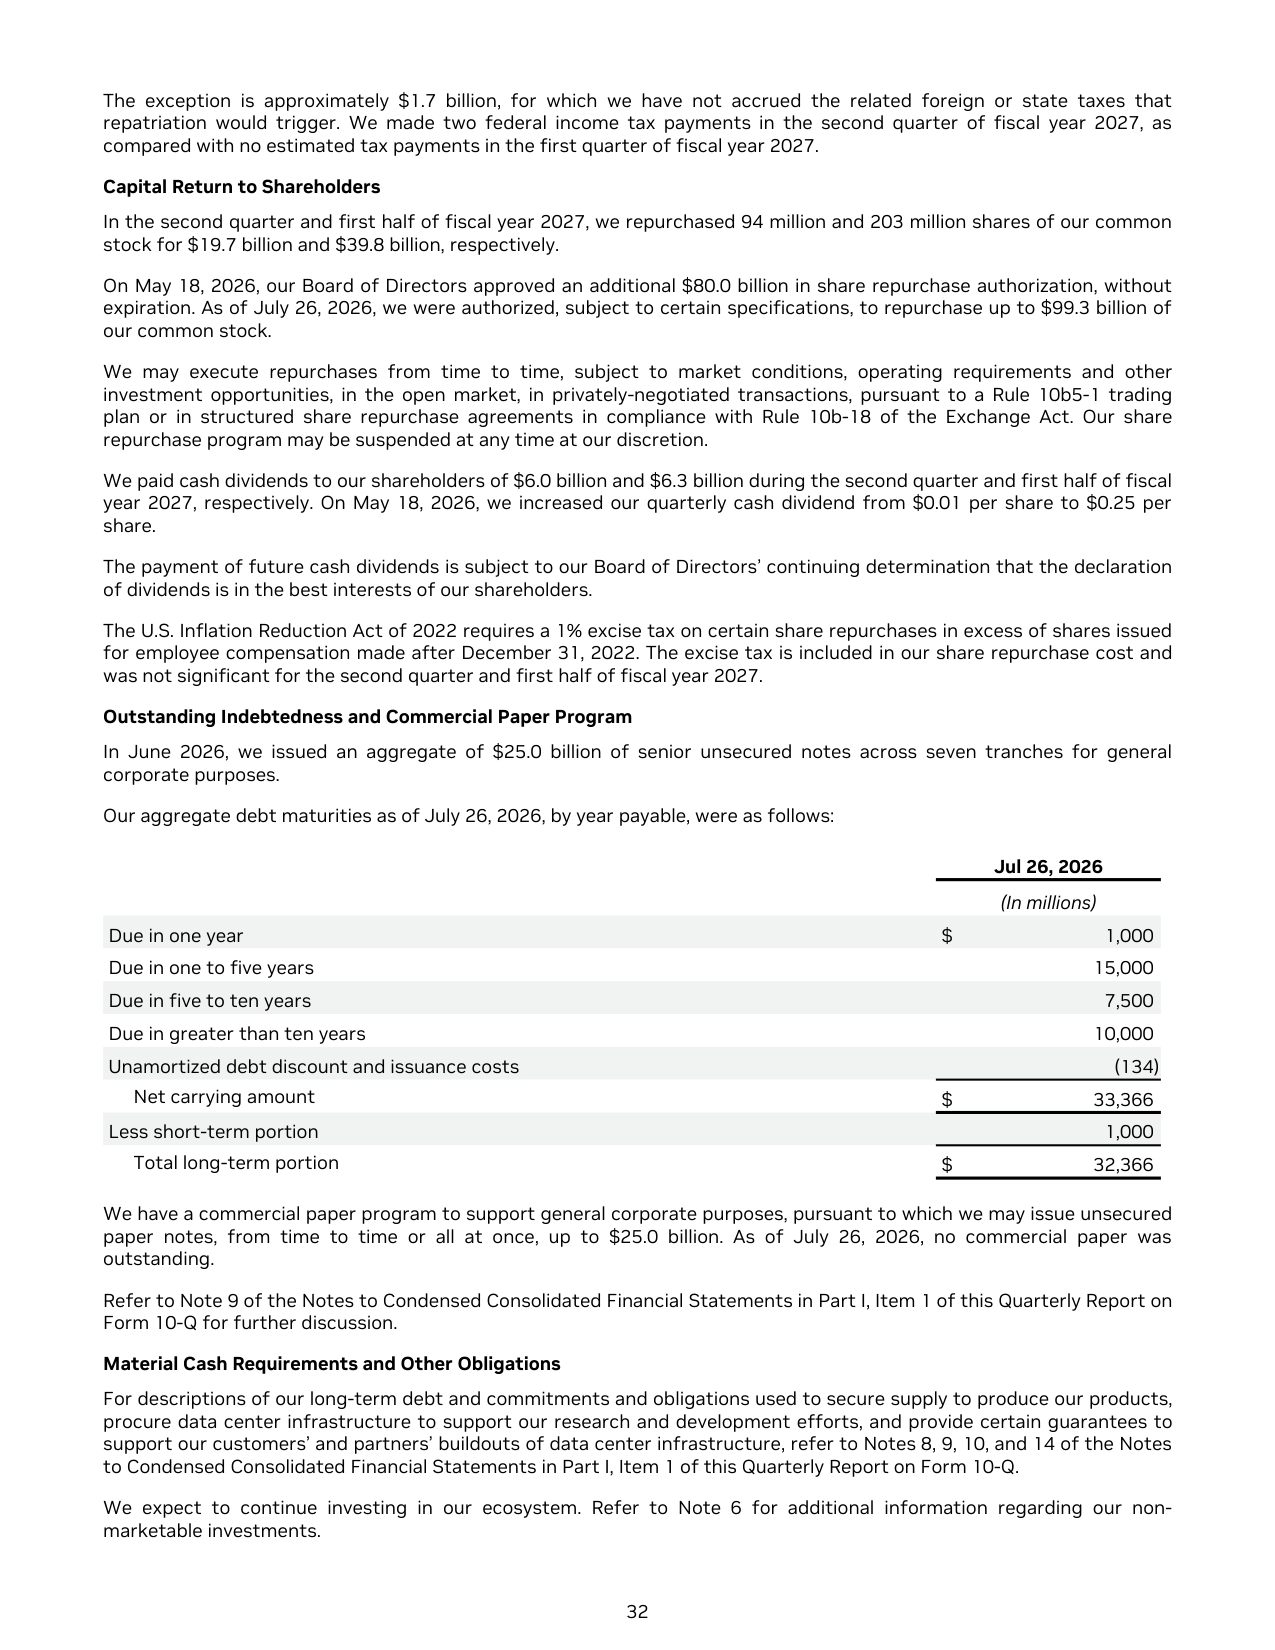 The exception is approximately $1.7 billion, for which we have not accrued the related foreign or state taxes that
repatriation would trigger. We made two federal income tax payments in the second quarter of fiscal year 2027, as
compared with no estimated tax payments in the first quarter of fiscal year 2027.
Capital Return to Shareholders
In the second quarter and first half of fiscal year 2027, we repurchased 94 million and 203 million shares of our common
stock for $19.7 billion and $39.8 billion, respectively.
On May 18, 2026, our Board of Directors approved an additional $80.0 billion in share repurchase authorization, without
expiration. As of July 26, 2026, we were authorized, subject to certain specifications, to repurchase up to $99.3 billion of
our common stock.
We may execute repurchases from time to time, subject to market conditions, operating requirements and other
investment opportunities, in the open market, in privately-negotiated transactions, pursuant to a Rule 10b5-1 trading
plan or in structured share repurchase agreements in compliance with Rule 10b-18 of the Exchange Act. Our share
repurchase program may be suspended at any time at our discretion.
We paid cash dividends to our shareholders of $6.0 billion and $6.3 billion during the second quarter and first half of fiscal
year 2027, respectively. On May 18, 2026, we increased our quarterly cash dividend from $0.01 per share to $0.25 per
share.
The payment of future cash dividends is subject to our Board of Directors’ continuing determination that the declaration
of dividends is in the best interests of our shareholders.
The U.S. Inflation Reduction Act of 2022 requires a 1% excise tax on certain share repurchases in excess of shares issued
for employee compensation made after December 31, 2022. The excise tax is included in our share repurchase cost and
was not significant for the second quarter and first half of fiscal year 2027.
Outstanding Indebtedness and Commercial Paper Program
In June 2026, we issued an aggregate of $25.0 billion of senior unsecured notes across seven tranches for general
corporate purposes.
Our aggregate debt maturities as of July 26, 2026, by year payable, were as follows:
Jul 26, 2026
(In millions)
Due in one year $ 1,000
Due in one to five years 15,000
Due in five to ten years 7,500
Due in greater than ten years 10,000
Unamortized debt discount and issuance costs (134)
Net carrying amount $ 33,366
Less short-term portion 1,000
Total long-term portion $ 32,366
We have a commercial paper program to support general corporate purposes, pursuant to which we may issue unsecured
paper notes, from time to time or all at once, up to $25.0 billion. As of July 26, 2026, no commercial paper was
outstanding.
Refer to Note 9 of the Notes to Condensed Consolidated Financial Statements in Part I, Item 1 of this Quarterly Report on
Form 10-Q for further discussion.
Material Cash Requirements and Other Obligations
For descriptions of our long-term debt and commitments and obligations used to secure supply to produce our products,
procure data center infrastructure to support our research and development efforts, and provide certain guarantees to
support our customers’ and partners’ buildouts of data center infrastructure, refer to Notes 8, 9, 10, and 14 of the Notes
to Condensed Consolidated Financial Statements in Part I, Item 1 of this Quarterly Report on Form 10-Q.
We expect to continue investing in our ecosystem. Refer to Note 6 for additional information regarding our non-
marketable investments.
32